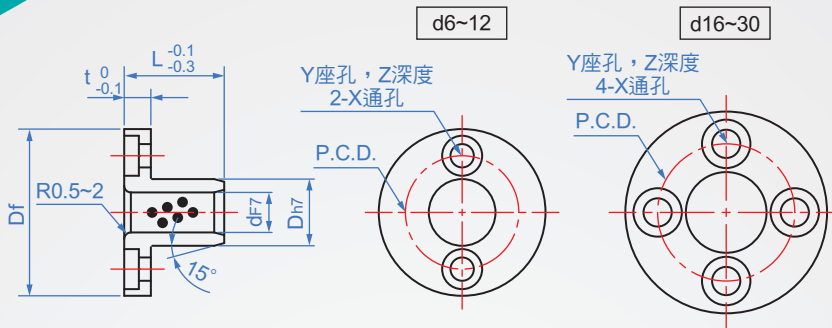 d6~12
d16~30
L -0.1 -0.3
t 0 -0.1
Df
R0.5~2
dF7
Dh7
15°
Y座孔，Z深度
2-X通孔
P.C.D.
Y座孔，Z深度
4-X通孔
P.C.D.